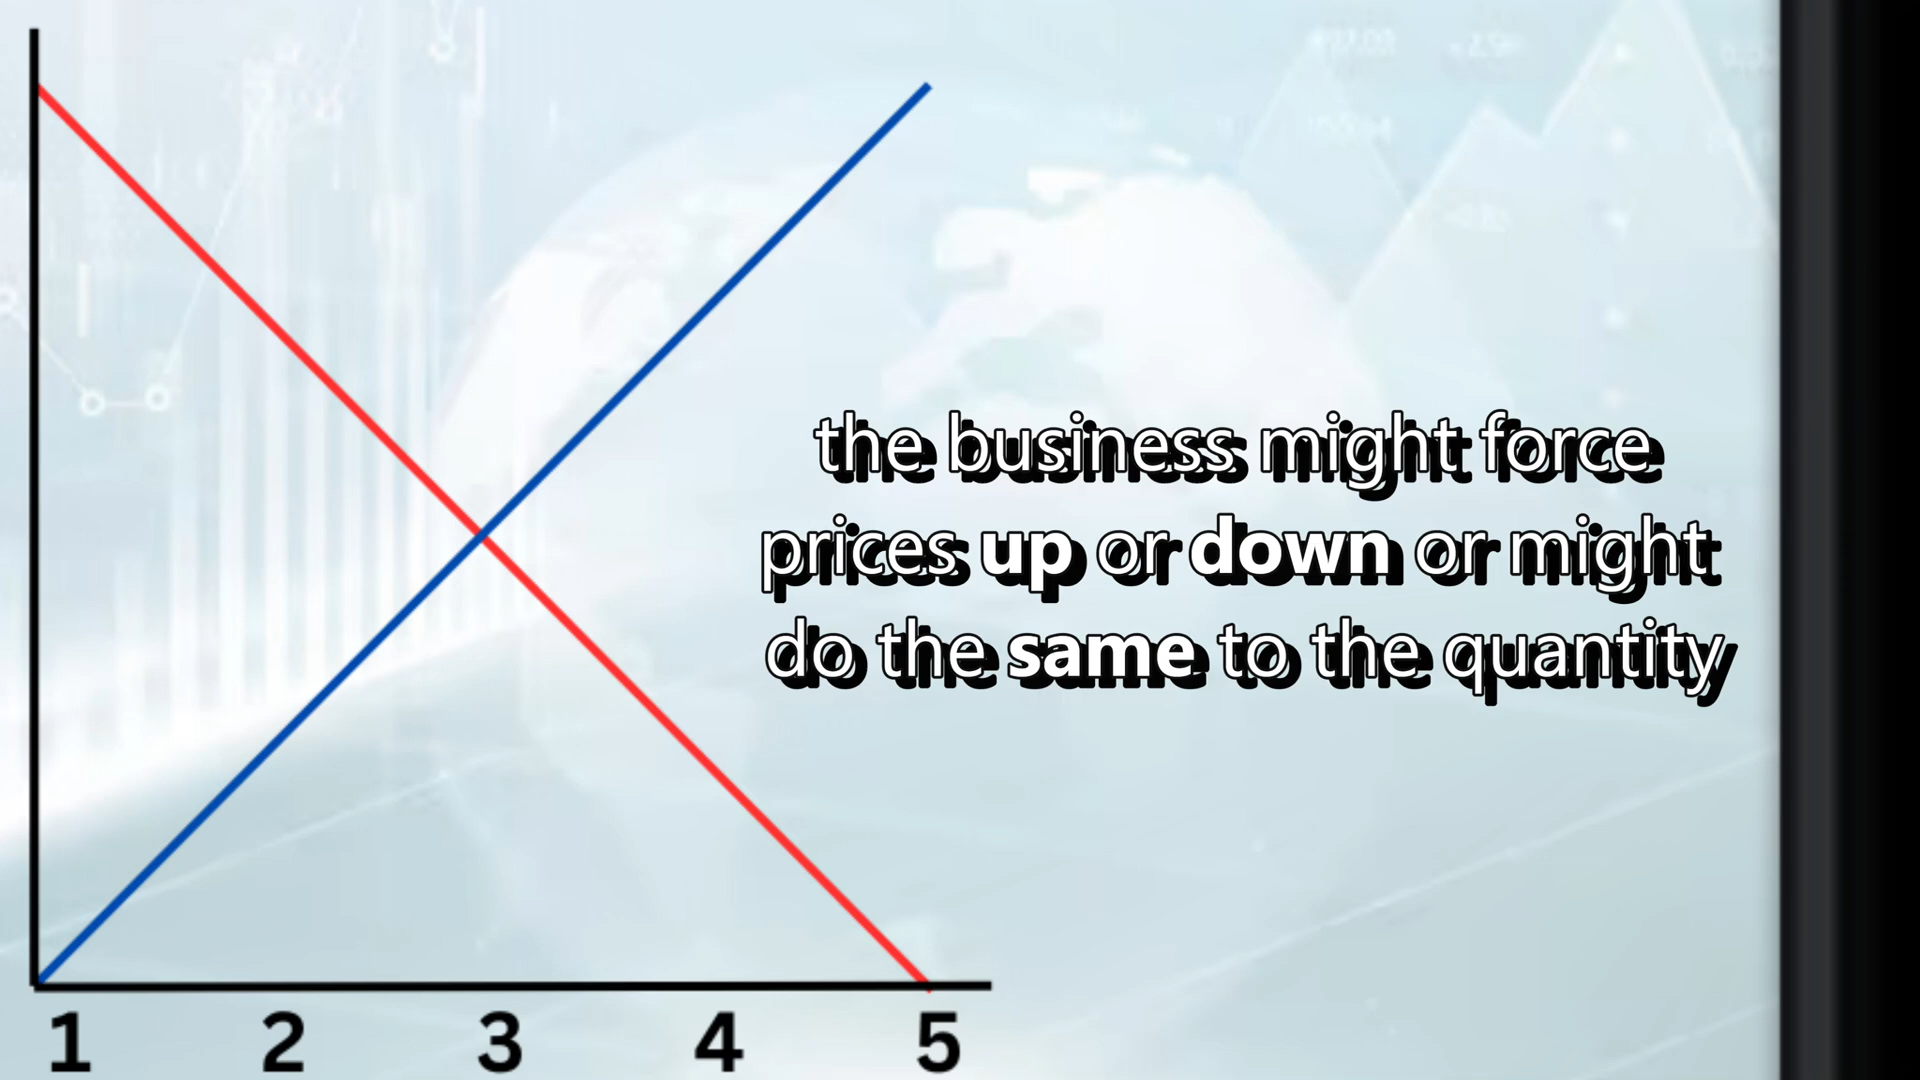 the business might force
prices up or down or might
do the same to the quantity
1 2 3 4 5